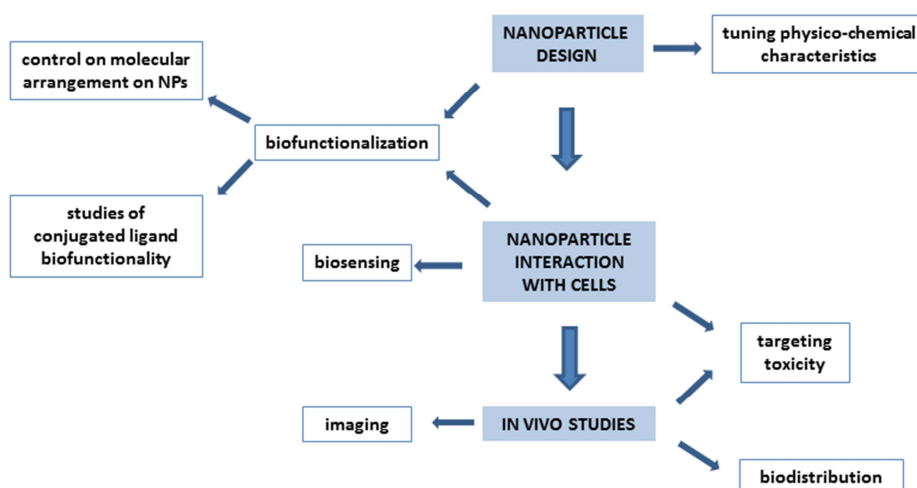 NANOPARTICLE
DESIGN
tuning physico-chemical
characteristics
control on molecular
arrangement on NPs
biofunctionalization
studies of
conjugated ligand
biofunctionality
NANOPARTICLE
INTERACTION
WITH CELLS
biosensing
targeting
toxicity
imaging
IN VIVO STUDIES
biodistribution